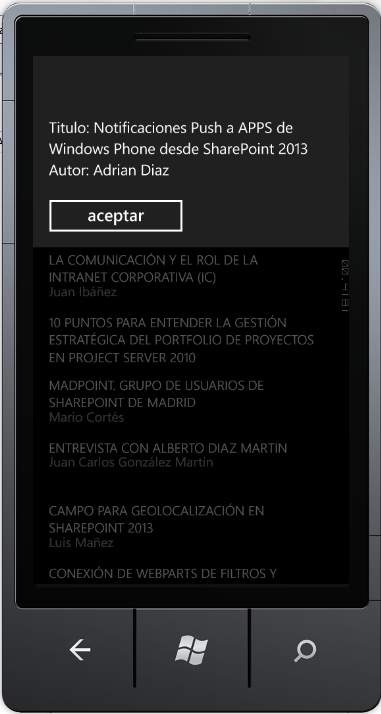 Titulo: Notificaciones Push a APPS de
Windows Phone desde SharePoint 2013
Autor: Adrian Diaz
aceptar
LA COMUNICACIÓN Y EL ROL DE LA
INTRANET CORPORATIVA (IC)
Juan Ibáñez
10 PUNTOS PARA ENTENDER LA GESTIÓN
ESTRATÉGICA DEL PORTFOLIO DE PROYECTOS
EN PROJECT SERVER 2010
MADPOINT. GRUPO DE USUARIOS DE
SHAREPOINT DE MADRID
Mario Cortés
ENTREVISTA CON ALBERTO DIAZ MARTIN
Juan Carlos González Martín
CAMPO PARA GEOLOCALIZACIÓN EN
SHAREPOINT 2013
Luis Mañez
CONEXIÓN DE WEBPARTS DE FILTROS Y